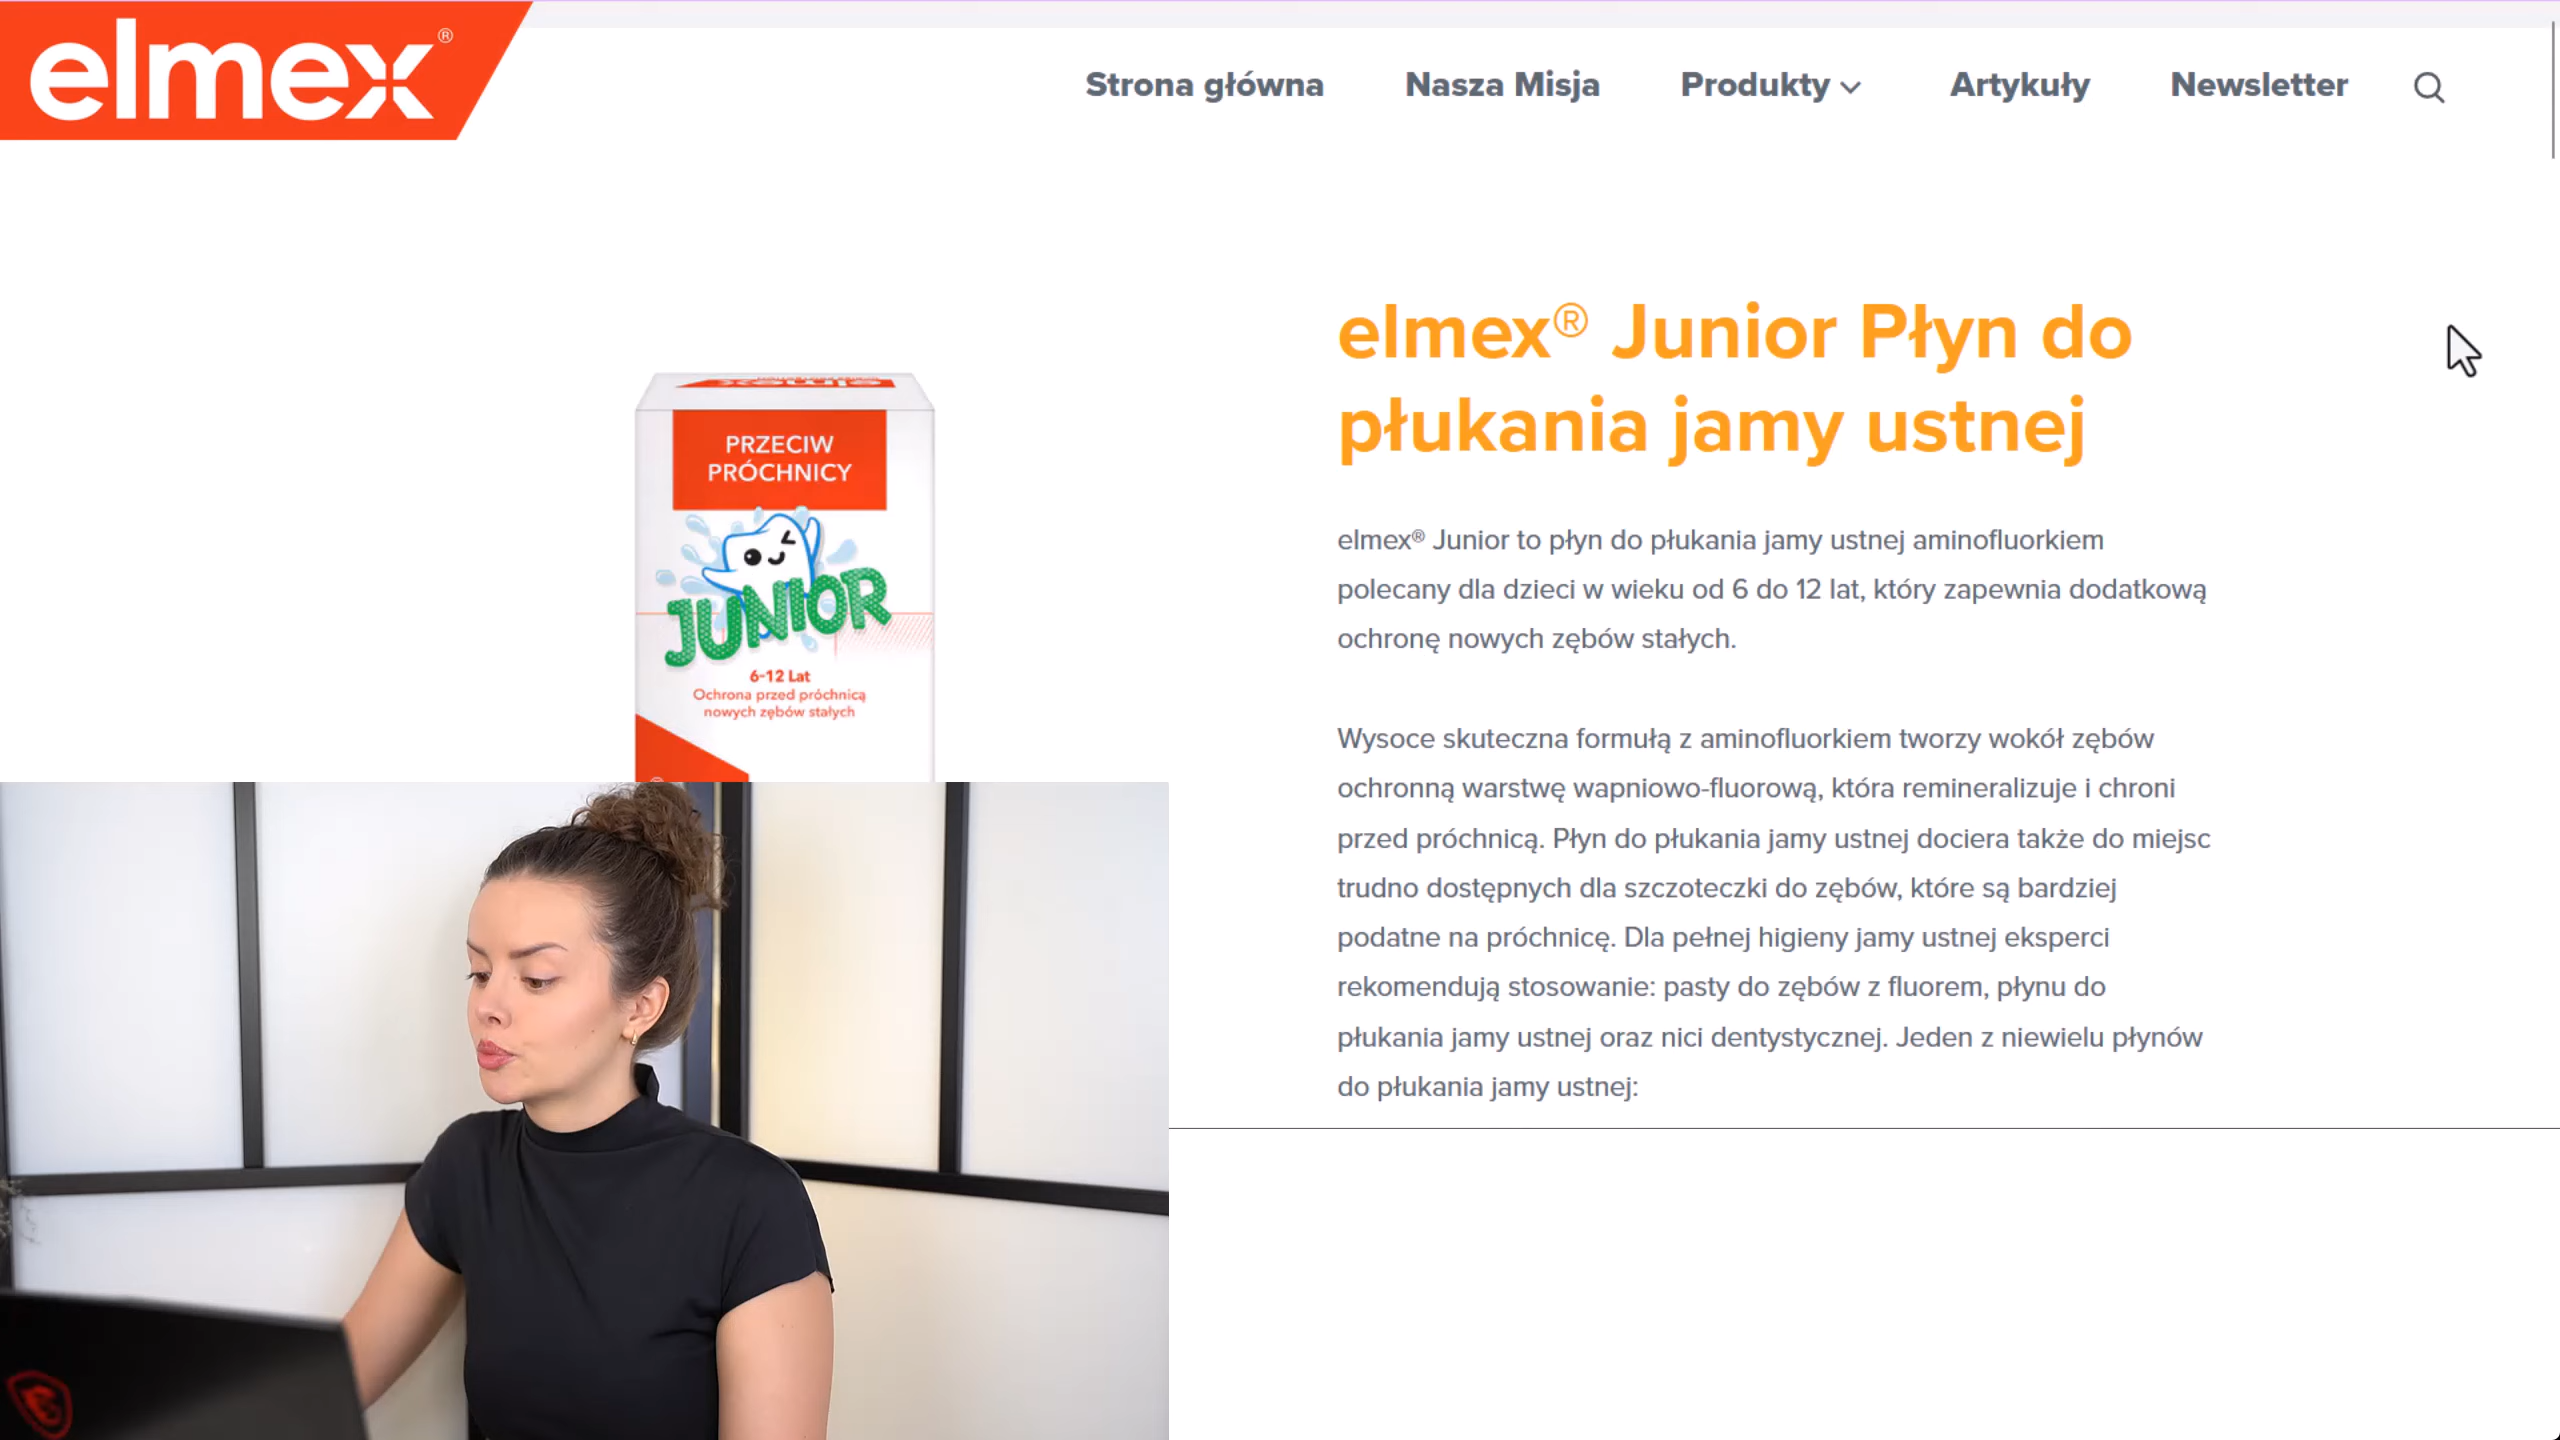 elmex®
Strona główna
Nasza Misja
Produkty
Artykuły
Newsletter
elmex
PRZECIW
PRÓCHNICY
JUNIOR
6-12 Lat
Ochrona przed próchnicą
nowych zębów stałych
elmex® Junior Płyn do
płukania jamy ustnej
elmex® Junior to płyn do płukania jamy ustnej aminofluorkiem
polecany dla dzieci w wieku od 6 do 12 lat, który zapewnia dodatkową
ochronę nowych zębów stałych.
Wysoce skuteczna formułą z aminofluorkiem tworzy wokół zębów
ochronną warstwę wapniowo-fluorową, która remineralizuje i chroni
przed próchnicą. Płyn do płukania jamy ustnej dociera także do miejsc
trudno dostępnych dla szczoteczki do zębów, które są bardziej
podatne na próchnicę. Dla pełnej higieny jamy ustnej eksperci
rekomendują stosowanie: pasty do zębów z fluorem, płynu do
płukania jamy ustnej oraz nici dentystycznej. Jeden z niewielu płynów
do płukania jamy ustnej: